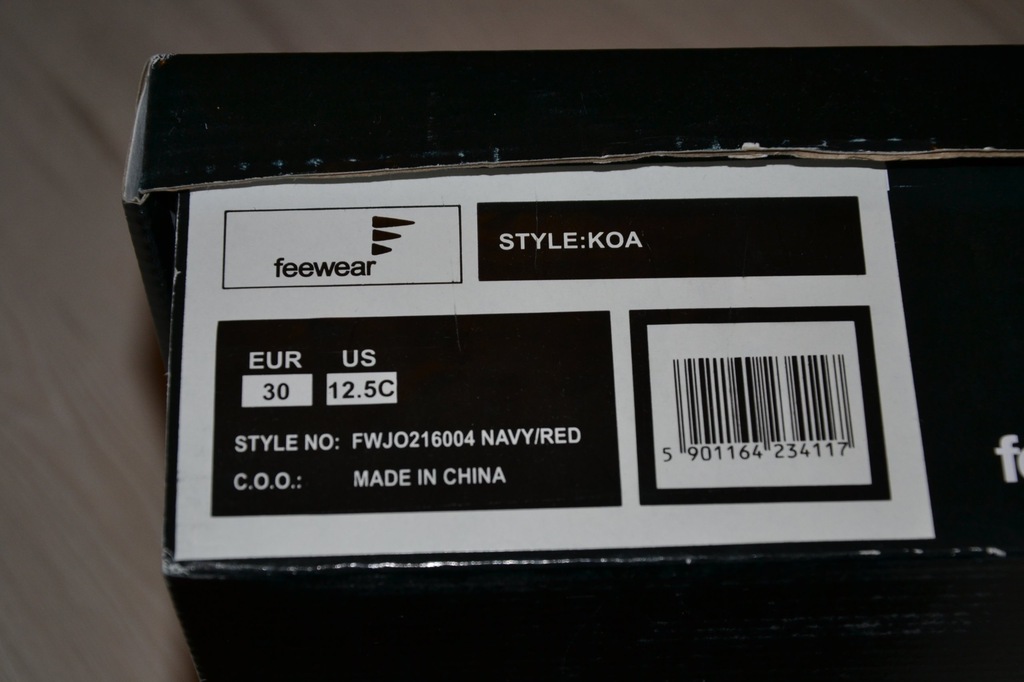 feewear
STYLE:KOA
EUR US
30 12.5C
STYLE NO: FWJO216004 NAVY/RED
C.O.O.: MADE IN CHINA
5 901164 234117